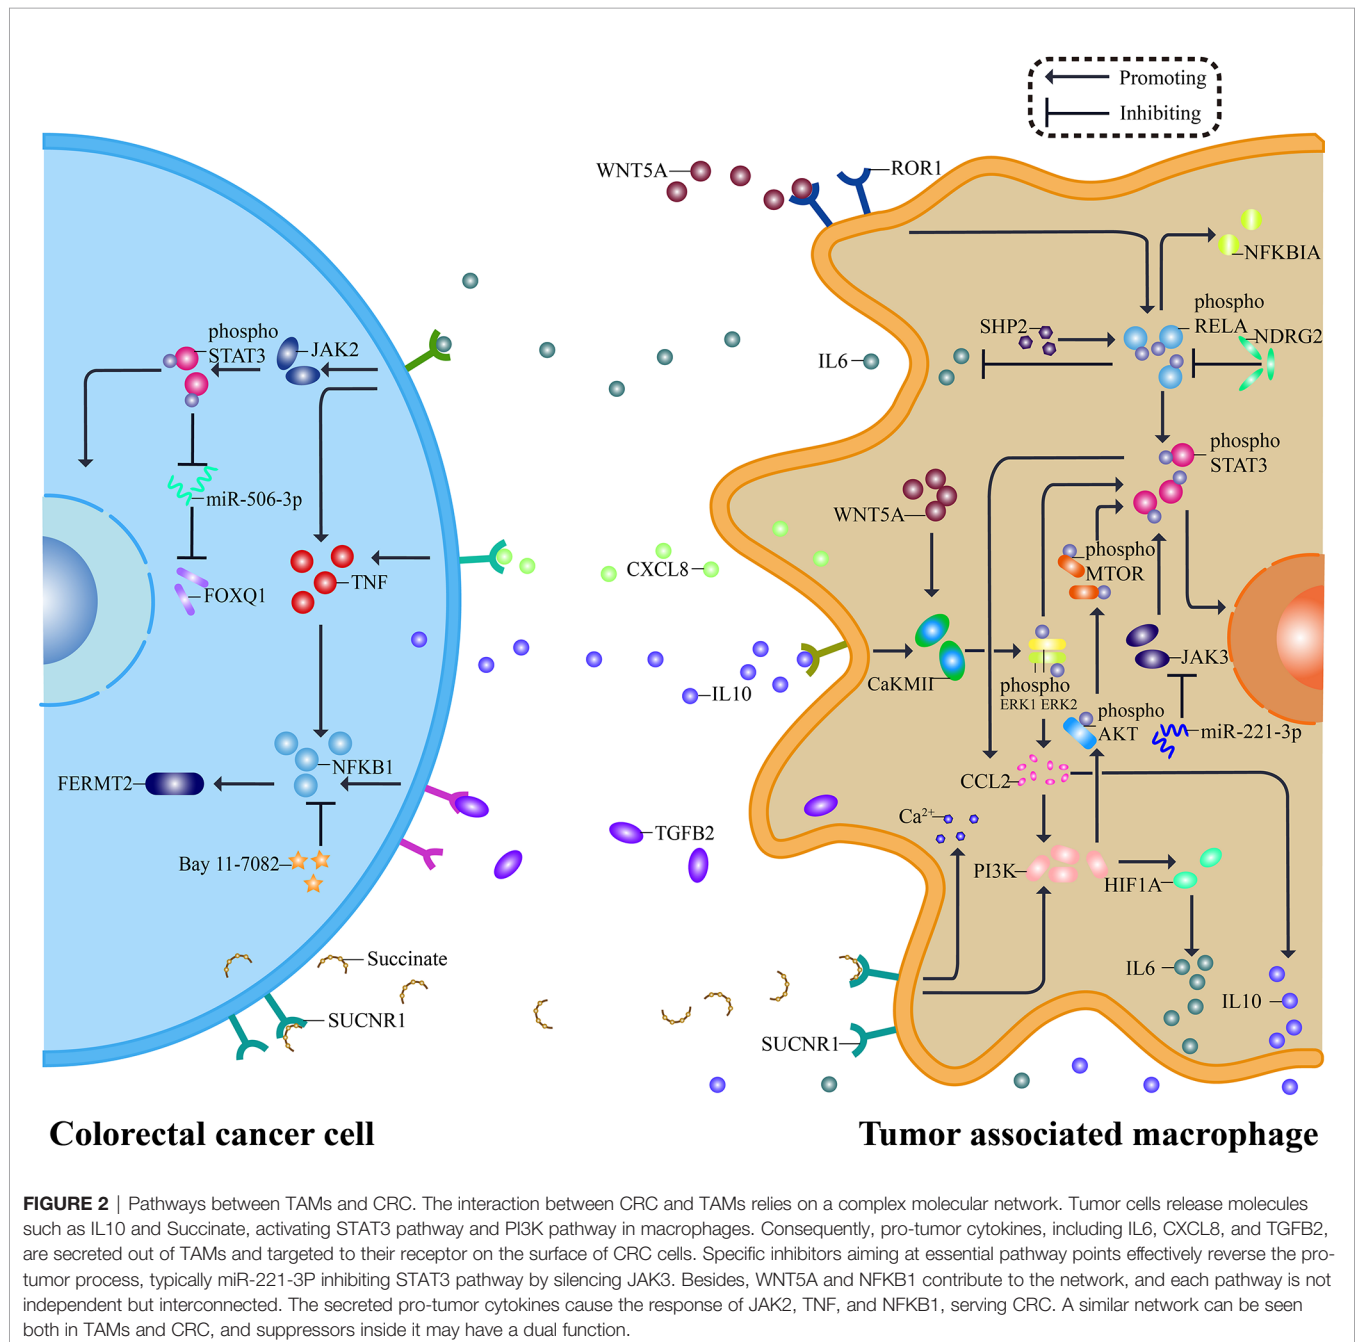 Promoting
Inhibiting
WNT5A
ROR1
NFKBIA
phospho
RELA
SHP2
NDRG2
IL6
phospho
STAT3
JAK2
phospho
STAT3
miR-506-3p
WNT5A
phospho
MTOR
FOXQ1
TNF
CXCL8
CaKMII
JAK3
IL10
phospho
ERK1 ERK2
phospho
AKT
miR-221-3p
NFKB1
FERMT2
CCL2
Ca2+
TGFB2
Bay 11-7082
PI3K
HIF1A
Succinate
IL6
IL10
SUCNR1
SUCNR1
Colorectal cancer cell
Tumor associated macrophage
FIGURE 2 | Pathways between TAMs and CRC. The interaction between CRC and TAMs relies on a complex molecular network. Tumor cells release molecules
such as IL10 and Succinate, activating STAT3 pathway and PI3K pathway in macrophages. Consequently, pro-tumor cytokines, including IL6, CXCL8, and TGFB2,
are secreted out of TAMs and targeted to their receptor on the surface of CRC cells. Specific inhibitors aiming at essential pathway points effectively reverse the pro-
tumor process, typically miR-221-3P inhibiting STAT3 pathway by silencing JAK3. Besides, WNT5A and NFKB1 contribute to the network, and each pathway is not
independent but interconnected. The secreted pro-tumor cytokines cause the response of JAK2, TNF, and NFKB1, serving CRC. A similar network can be seen
both in TAMs and CRC, and suppressors inside it may have a dual function.